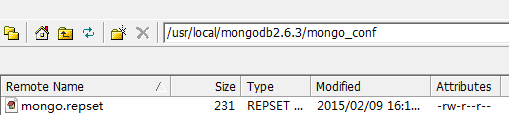 /usr/local/mongodb2.6.3/mongo_conf
Remote Name / Size Type Modified Attributes
mongo.repset 231 REPSET ... 2015/02/09 16:1... -rw-r--r--